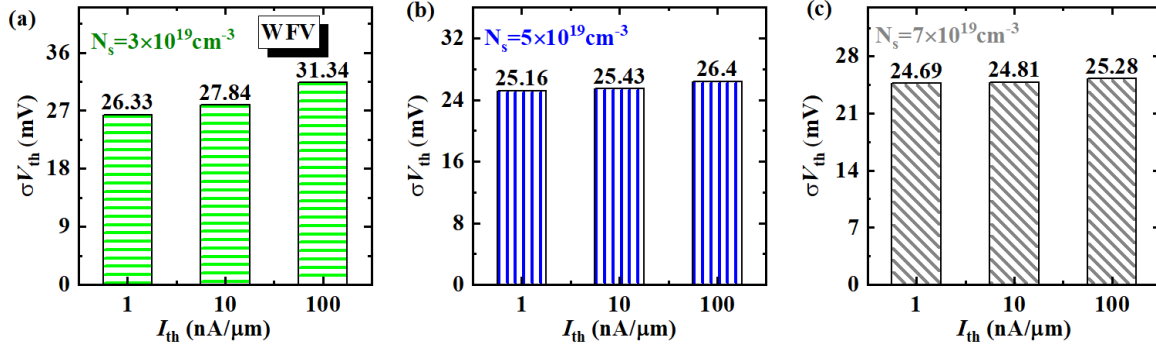 (a)
N_s=3×10^19cm^-3
WFV
26.33
27.84
31.34
36
27
18
9
0
σV_th (mV)
1
10
100
I_th (nA/μm)
(b)
N_s=5×10^19cm^-3
25.16
25.43
26.4
32
24
16
8
0
σV_th (mV)
1
10
100
I_th (nA/μm)
(c)
N_s=7×10^19cm^-3
24.69
24.81
25.28
28
21
14
7
0
σV_th (mV)
1
10
100
I_th (nA/μm)